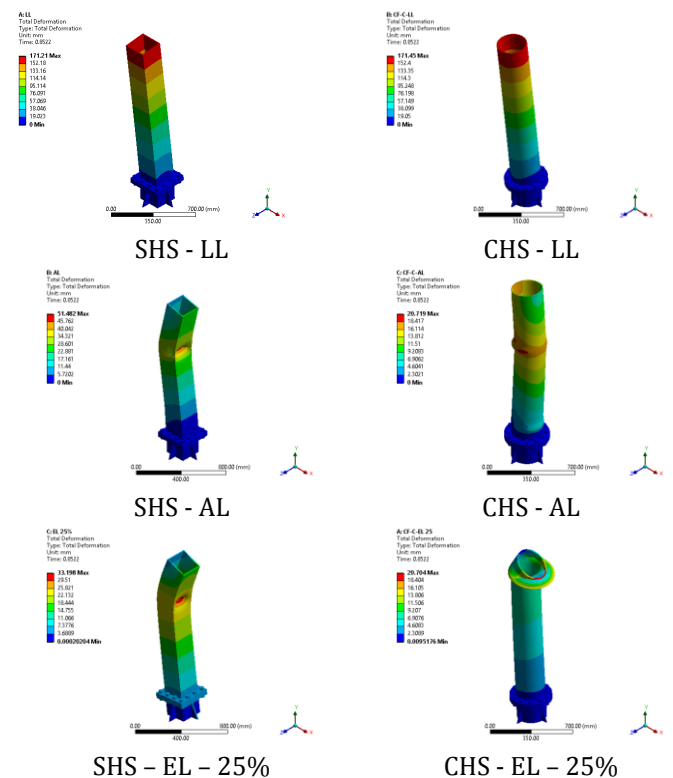 A: LL
Total Deformation
Type: Total Deformation
Unit: mm
Time: 0.8522
171.21 Max
152.18
133.16
114.14
95.114
76.091
57.069
38.046
19.023
0 Min
0.00
700.00 (mm)
350.00
Y
Z
X
SHS - LL
B: CF-C-LL
Total Deformation
Type: Total Deformation
Unit: mm
Time: 0.8522
171.45 Max
152.4
133.35
114.3
95.248
76.198
57.149
38.099
19.05
0 Min
0.00
700.00 (mm)
350.00
Y
Z
X
CHS - LL
B: AL
Total Deformation
Type: Total Deformation
Unit: mm
Time: 0.8522
51.482 Max
45.762
40.042
34.321
28.601
22.881
17.161
11.44
5.7202
0 Min
0.00
800.00 (mm)
400.00
Y
Z
X
SHS - AL
C: CF-C-AL
Total Deformation
Type: Total Deformation
Unit: mm
Time: 0.8522
20.719 Max
18.417
16.114
13.812
11.51
9.2083
6.9062
4.6041
2.3021
0 Min
0.00
700.00 (mm)
350.00
Y
Z
X
CHS - AL
C: EL 25%
Total Deformation
Type: Total Deformation
Unit: mm
Time: 0.8522
33.198 Max
29.51
25.821
22.132
18.444
14.755
11.066
7.3776
3.6889
0.00020204 Min
0.00
800.00 (mm)
400.00
Y
Z
X
SHS – EL – 25%
A: CF-C-EL 25
Total Deformation
Type: Total Deformation
Unit: mm
Time: 0.8522
20.704 Max
18.404
16.105
13.806
11.506
9.207
6.9076
4.6083
2.3089
0.0095176 Min
0.00
700.00 (mm)
350.00
Y
Z
X
CHS - EL – 25%